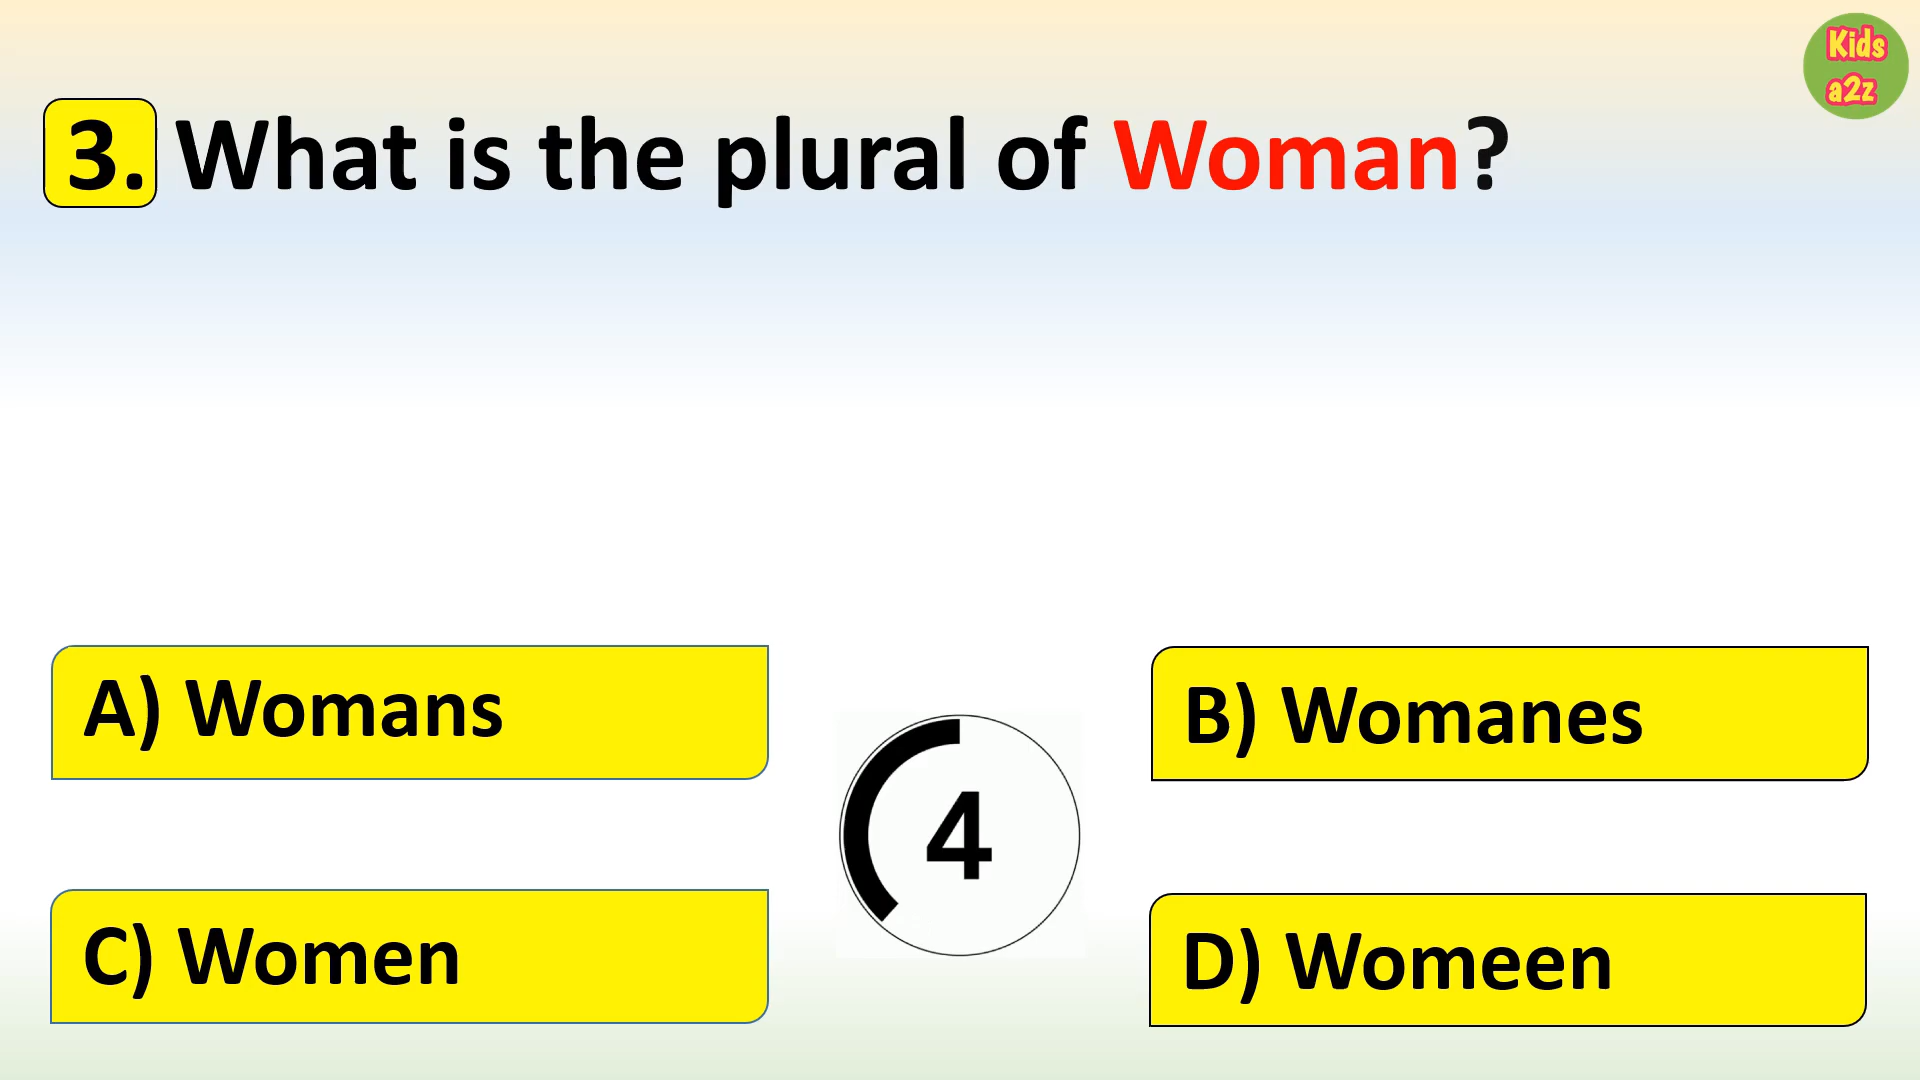 Kids
a2z
3. What is the plural of Woman?
A) Womans
B) Womanes
4
C) Women
D) Womeen